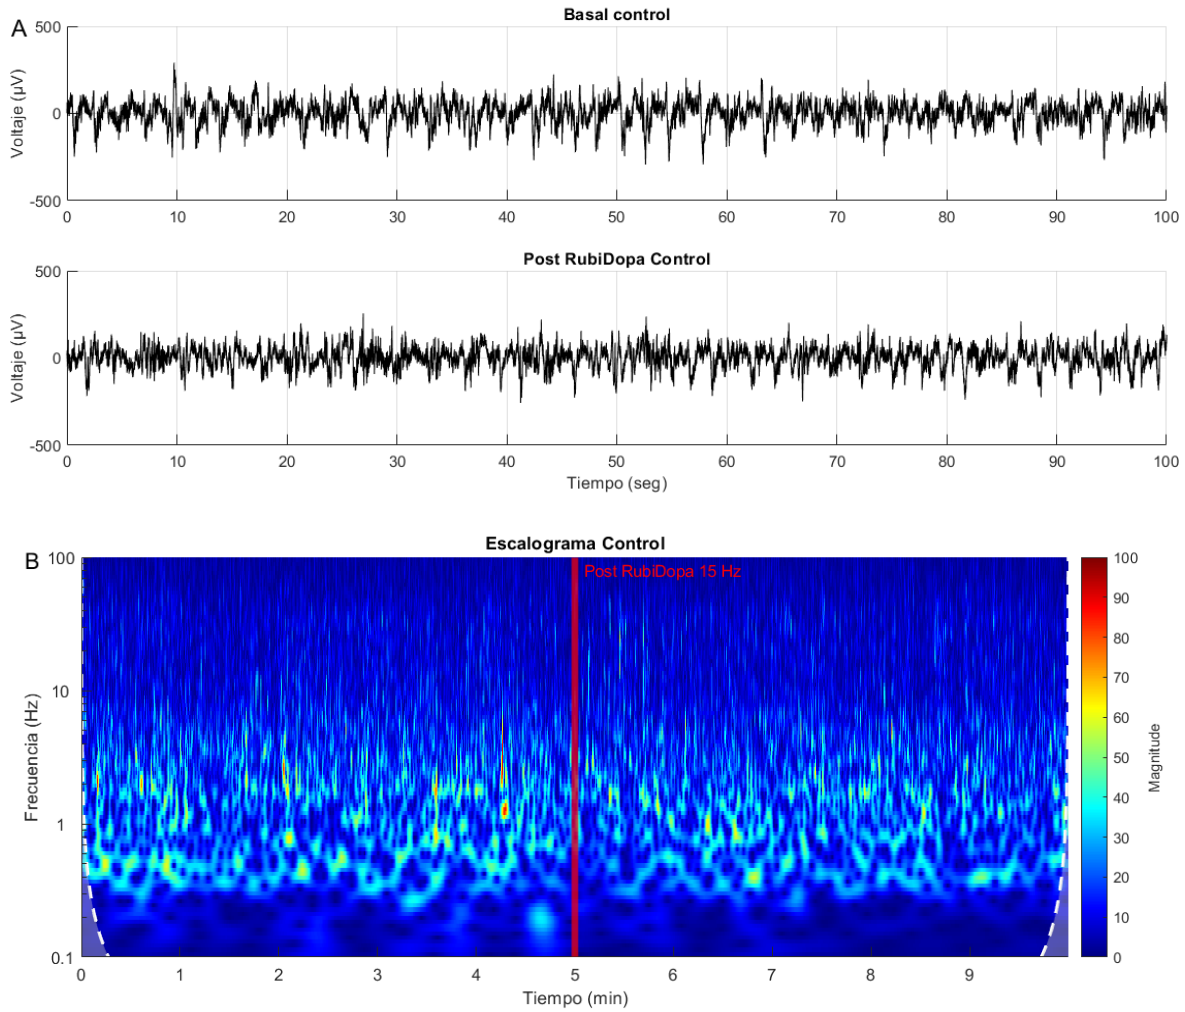 A
Basal control
500
0
-500
Voltaje (µV)
0 10 20 30 40 50 60 70 80 90 100
Post RubiDopa Control
500
0
-500
Voltaje (µV)
0 10 20 30 40 50 60 70 80 90 100
Tiempo (seg)
B
Escalograma Control
Post RubiDopa 15 Hz
100
10
1
0.1
Frecuencia (Hz)
0 1 2 3 4 5 6 7 8 9
Tiempo (min)
100
90
80
70
60
50
40
30
20
10
0
Magnitude